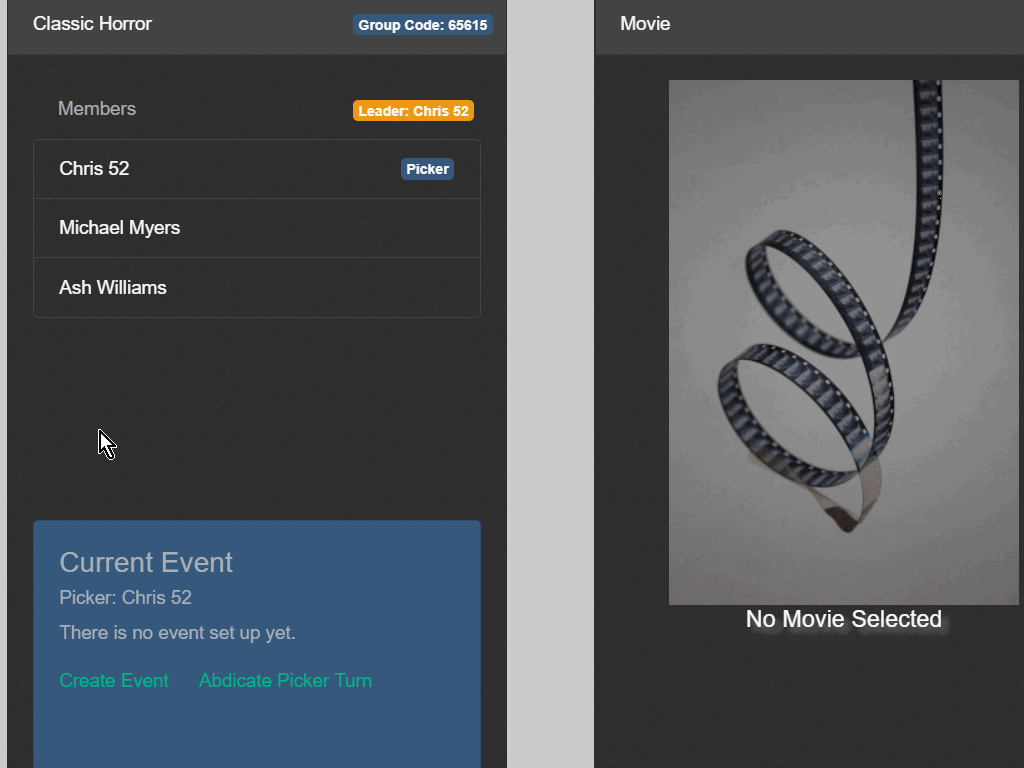 Classic Horror
Group Code: 65615
Members
Leader: Chris 52
Chris 52
Picker
Michael Myers
Ash Williams
Current Event
Picker: Chris 52
There is no event set up yet.
Create Event
Abdicate Picker Turn
Movie
No Movie Selected